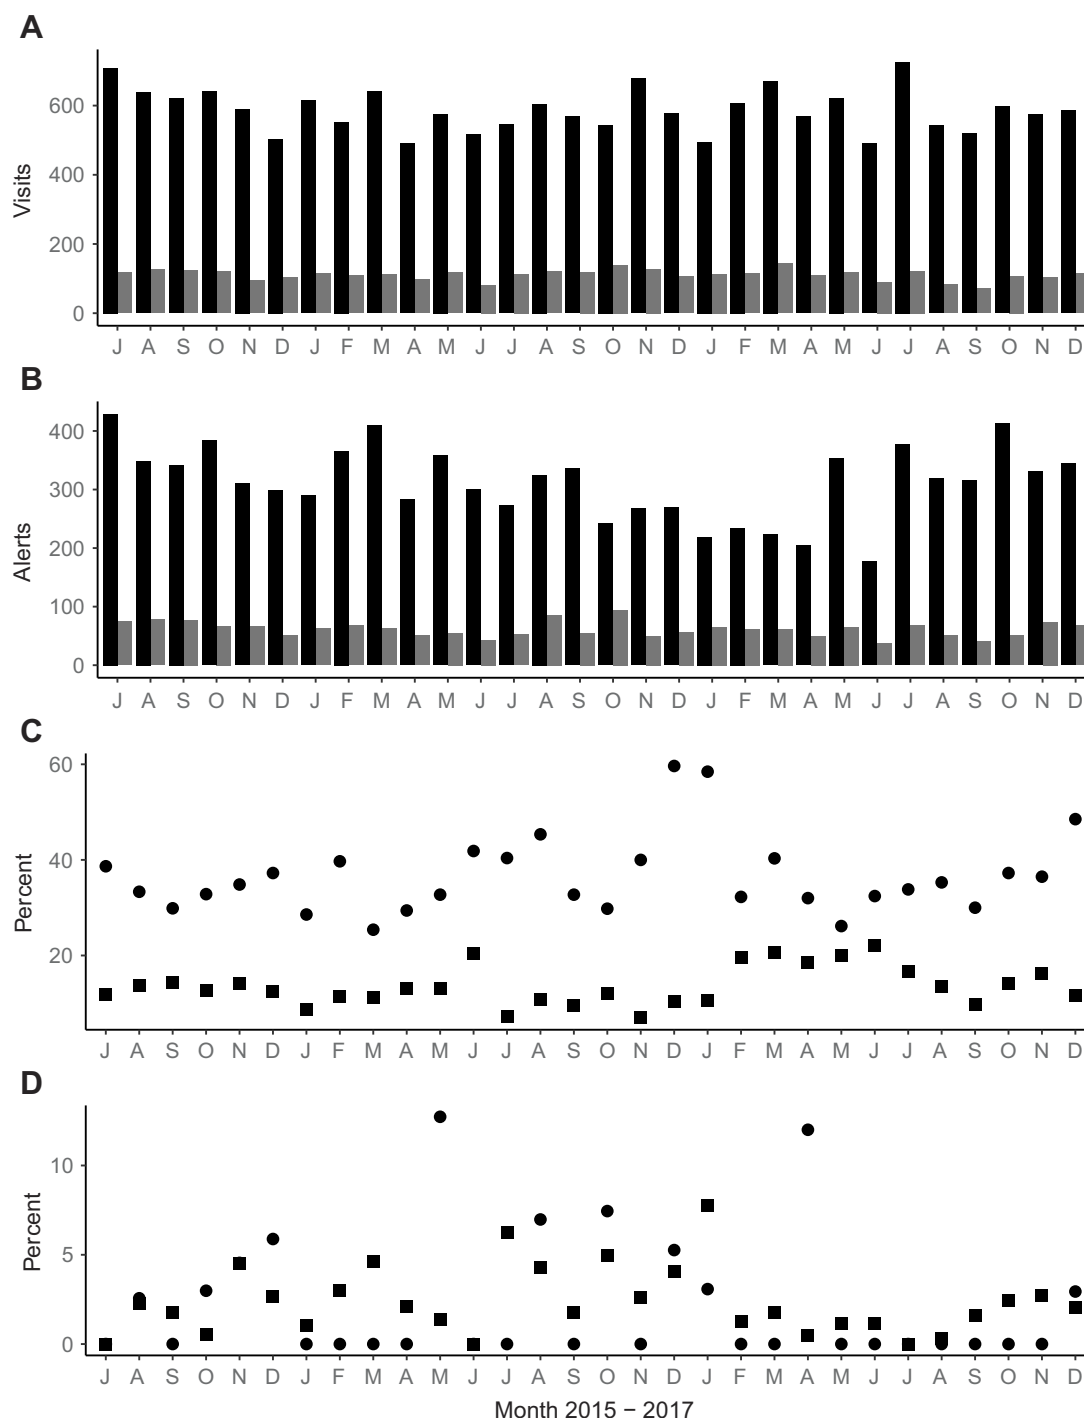 A
Visits
600
400
200
0
J A S O N D J F M A M J J A S O N D J F M A M J J A S O N D
B
Alerts
400
300
200
100
0
J A S O N D J F M A M J J A S O N D J F M A M J J A S O N D
C
Percent
60
40
20
J A S O N D J F M A M J J A S O N D J F M A M J J A S O N D
D
Percent
10
5
0
J A S O N D J F M A M J J A S O N D J F M A M J J A S O N D
Month 2015 − 2017